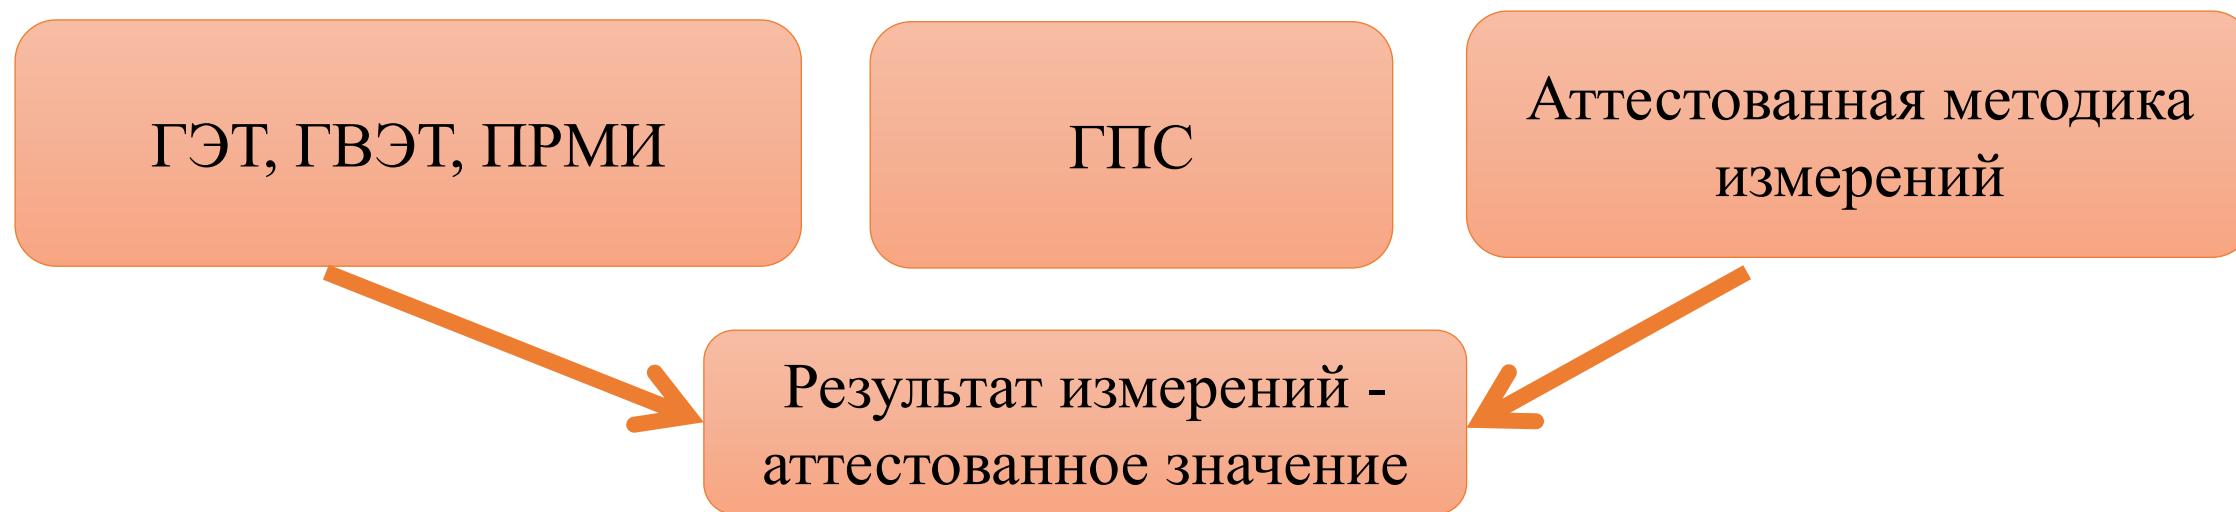 ГЭТ, ГВЭТ, ПРМИ
ГПС
Аттестованная методика
измерений
Результат измерений -
аттестованное значение